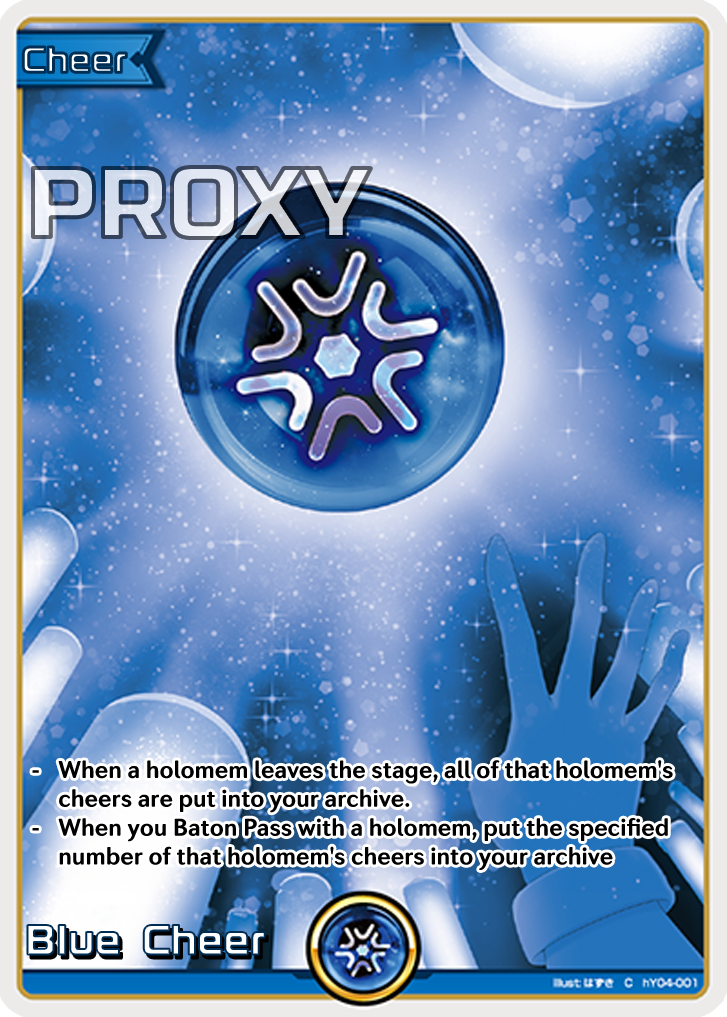 Cheer
PROXY
- When a holomem leaves the stage, all of that holomem's
cheers are put into your archive.
- When you Baton Pass with a holomem, put the specified
number of that holomem's cheers into your archive
Blue Cheer
illust: はずき C hY04-001